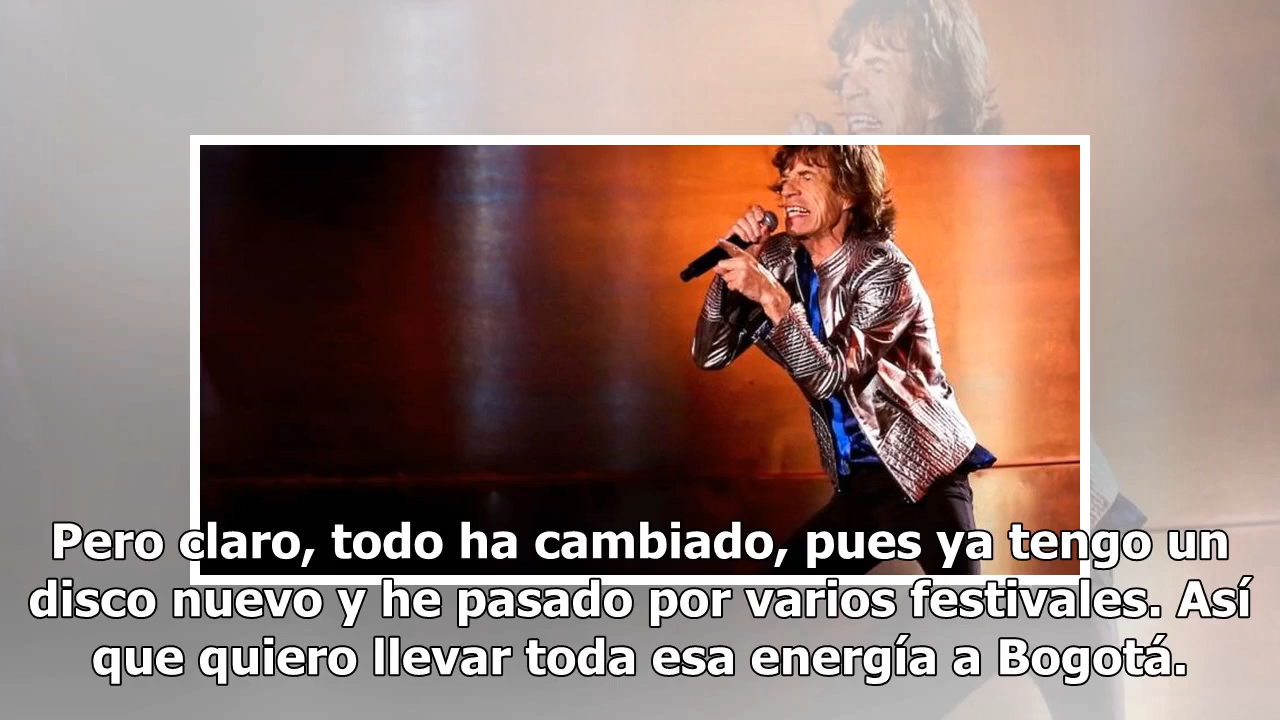 Pero claro, todo ha cambiado, pues ya tengo un
disco nuevo y he pasado por varios festivales. Así
que quiero llevar toda esa energía a Bogotá.